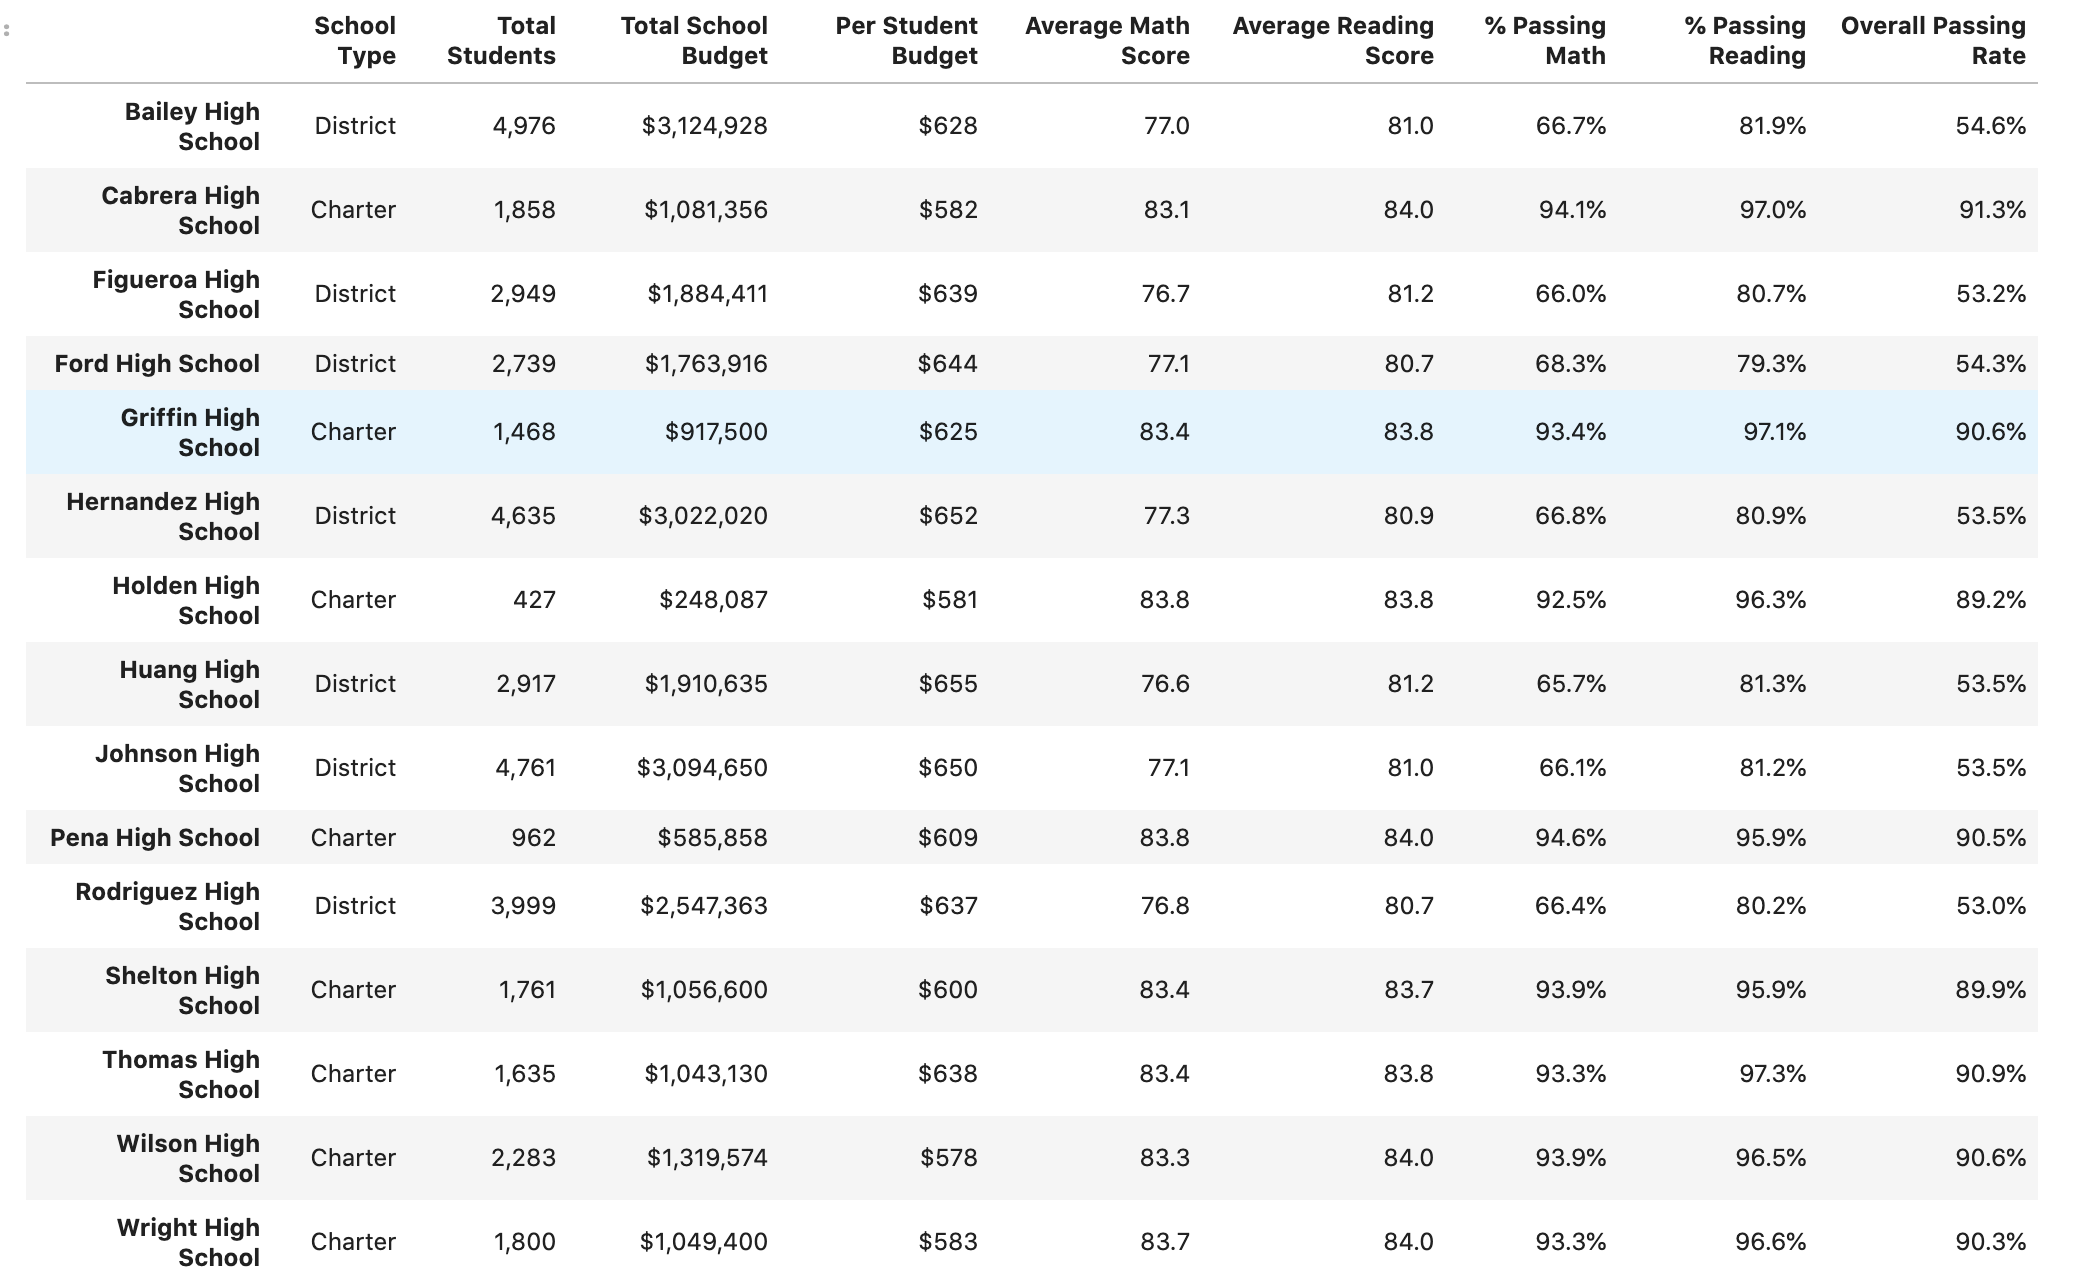 School Type Total Students Total School Budget Per Student Budget Average Math Score Average Reading Score % Passing Math % Passing Reading Overall Passing Rate
Bailey High School District 4,976 $3,124,928 $628 77.0 81.0 66.7% 81.9% 54.6%
Cabrera High School Charter 1,858 $1,081,356 $582 83.1 84.0 94.1% 97.0% 91.3%
Figueroa High School District 2,949 $1,884,411 $639 76.7 81.2 66.0% 80.7% 53.2%
Ford High School District 2,739 $1,763,916 $644 77.1 80.7 68.3% 79.3% 54.3%
Griffin High School Charter 1,468 $917,500 $625 83.4 83.8 93.4% 97.1% 90.6%
Hernandez High School District 4,635 $3,022,020 $652 77.3 80.9 66.8% 80.9% 53.5%
Holden High School Charter 427 $248,087 $581 83.8 83.8 92.5% 96.3% 89.2%
Huang High School District 2,917 $1,910,635 $655 76.6 81.2 65.7% 81.3% 53.5%
Johnson High School District 4,761 $3,094,650 $650 77.1 81.0 66.1% 81.2% 53.5%
Pena High School Charter 962 $585,858 $609 83.8 84.0 94.6% 95.9% 90.5%
Rodriguez High School District 3,999 $2,547,363 $637 76.8 80.7 66.4% 80.2% 53.0%
Shelton High School Charter 1,761 $1,056,600 $600 83.4 83.7 93.9% 95.9% 89.9%
Thomas High School Charter 1,635 $1,043,130 $638 83.4 83.8 93.3% 97.3% 90.9%
Wilson High School Charter 2,283 $1,319,574 $578 83.3 84.0 93.9% 96.5% 90.6%
Wright High School Charter 1,800 $1,049,400 $583 83.7 84.0 93.3% 96.6% 90.3%